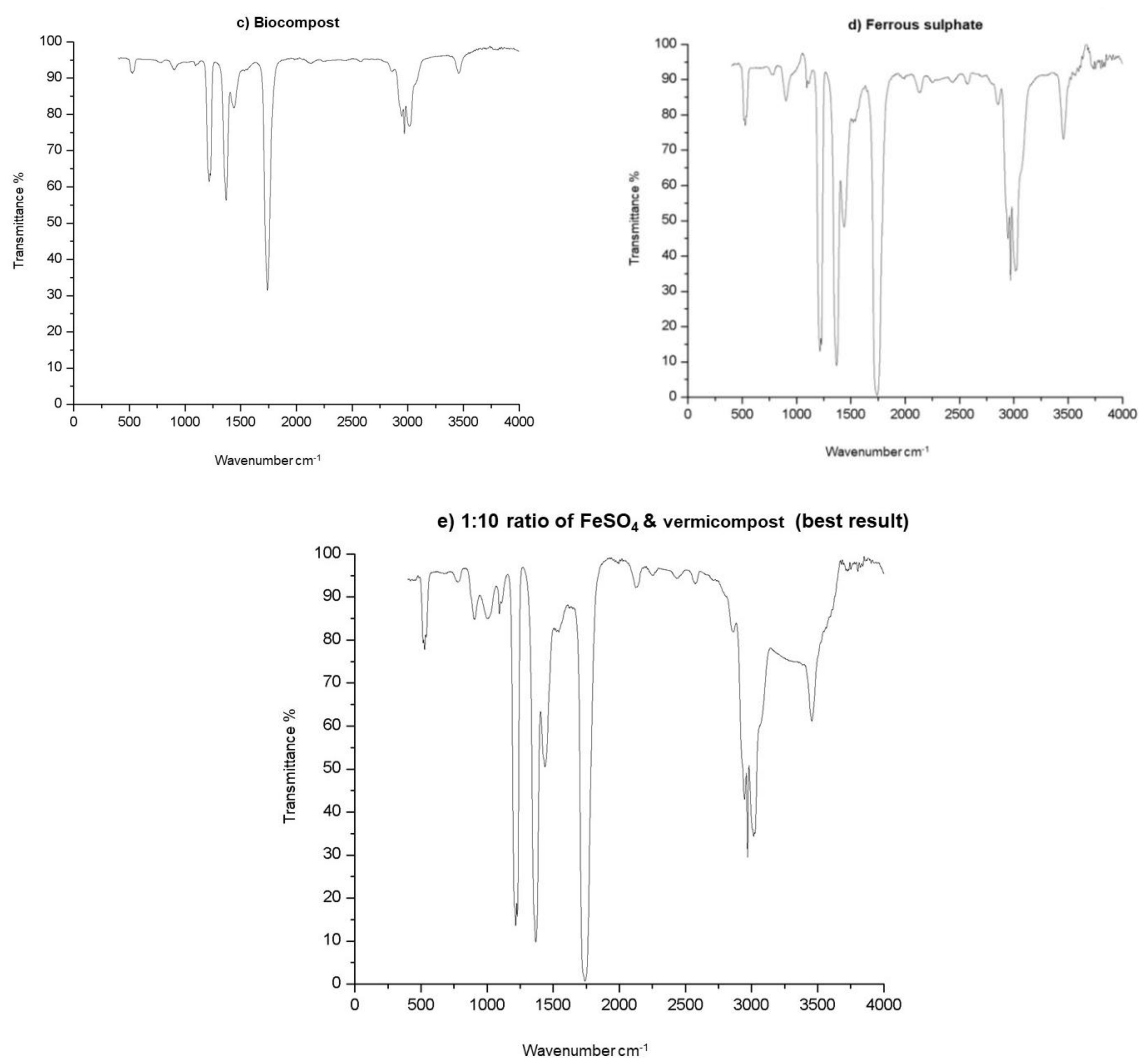 c) Biocompost
100
90
80
70
60
50
40
30
20
10
0
Transmittance %
0 500 1000 1500 2000 2500 3000 3500 4000
Wavenumber cm-1
d) Ferrous sulphate
100
90
80
70
60
50
40
30
20
10
0
Transmittance %
0 500 1000 1500 2000 2500 3000 3500 4000
Wavenumber cm-1
e) 1:10 ratio of FeSO4 & vermicompost (best result)
100
90
80
70
60
50
40
30
20
10
0
Transmittance %
0 500 1000 1500 2000 2500 3000 3500 4000
Wavenumber cm-1